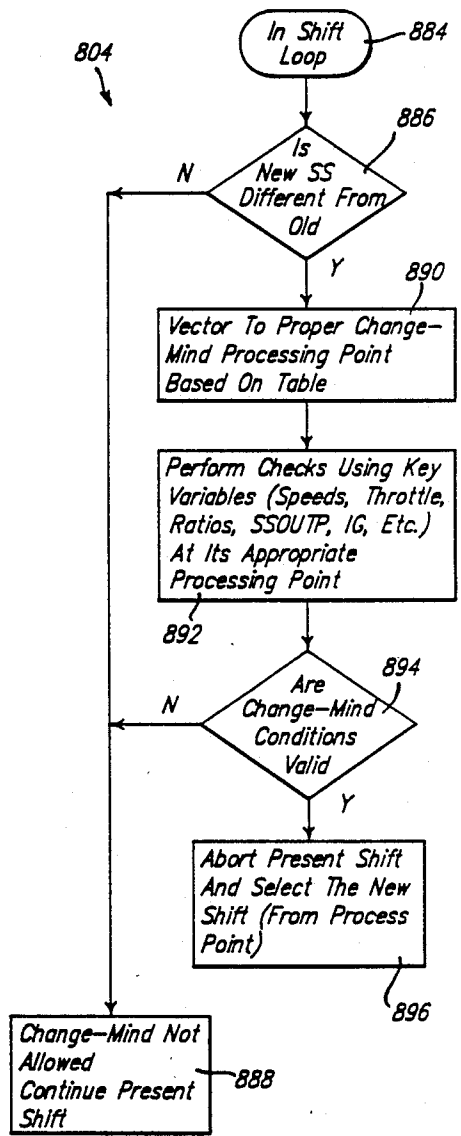 In Shift
Loop
884
804
886
Is
New SS
Different From
Old
N
Y
890
Vector To Proper Change-
Mind Processing Point
Based On Table
Perform Checks Using Key
Variables (Speeds, Throttle,
Ratios, SSOUTP, IG, Etc.)
At Its Appropriate
Processing Point
892
894
Are
Change-Mind
Conditions
Valid
N
Y
Abort Present Shift
And Select The New
Shift (From Process
Point)
896
Change-Mind Not
Allowed
Continue Present
Shift
888